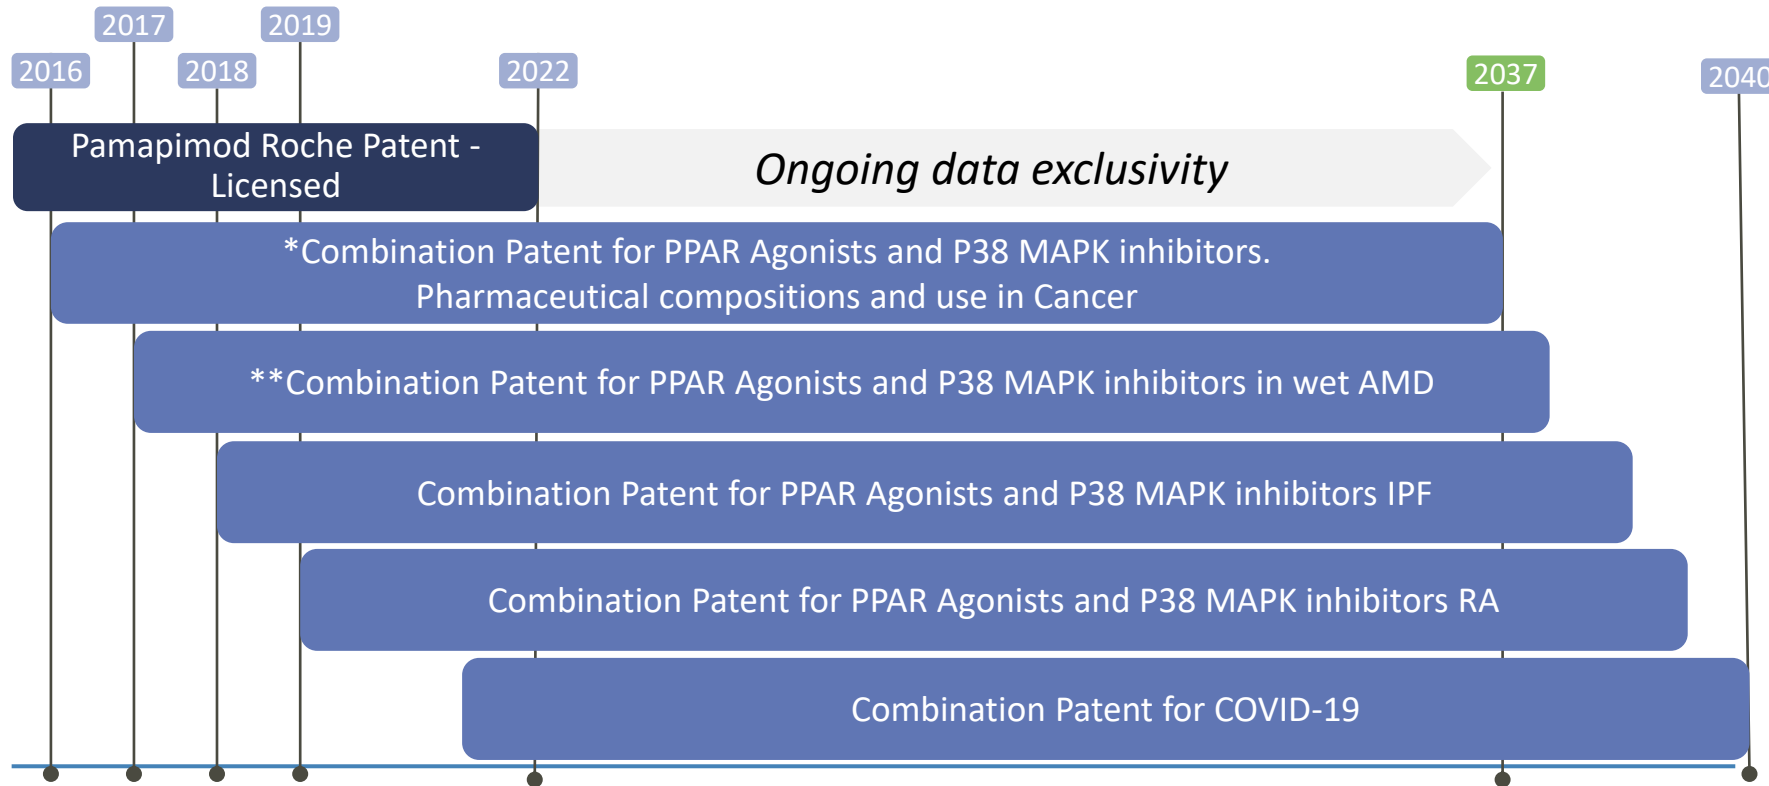 2017
2019
2016
2018
2022
2037
2040
Pamapimod Roche Patent -
Licensed
Ongoing data exclusivity
*Combination Patent for PPAR Agonists and P38 MAPK inhibitors.
Pharmaceutical compositions and use in Cancer
**Combination Patent for PPAR Agonists and P38 MAPK inhibitors in wet AMD
Combination Patent for PPAR Agonists and P38 MAPK inhibitors IPF
Combination Patent for PPAR Agonists and P38 MAPK inhibitors RA
Combination Patent for COVID-19